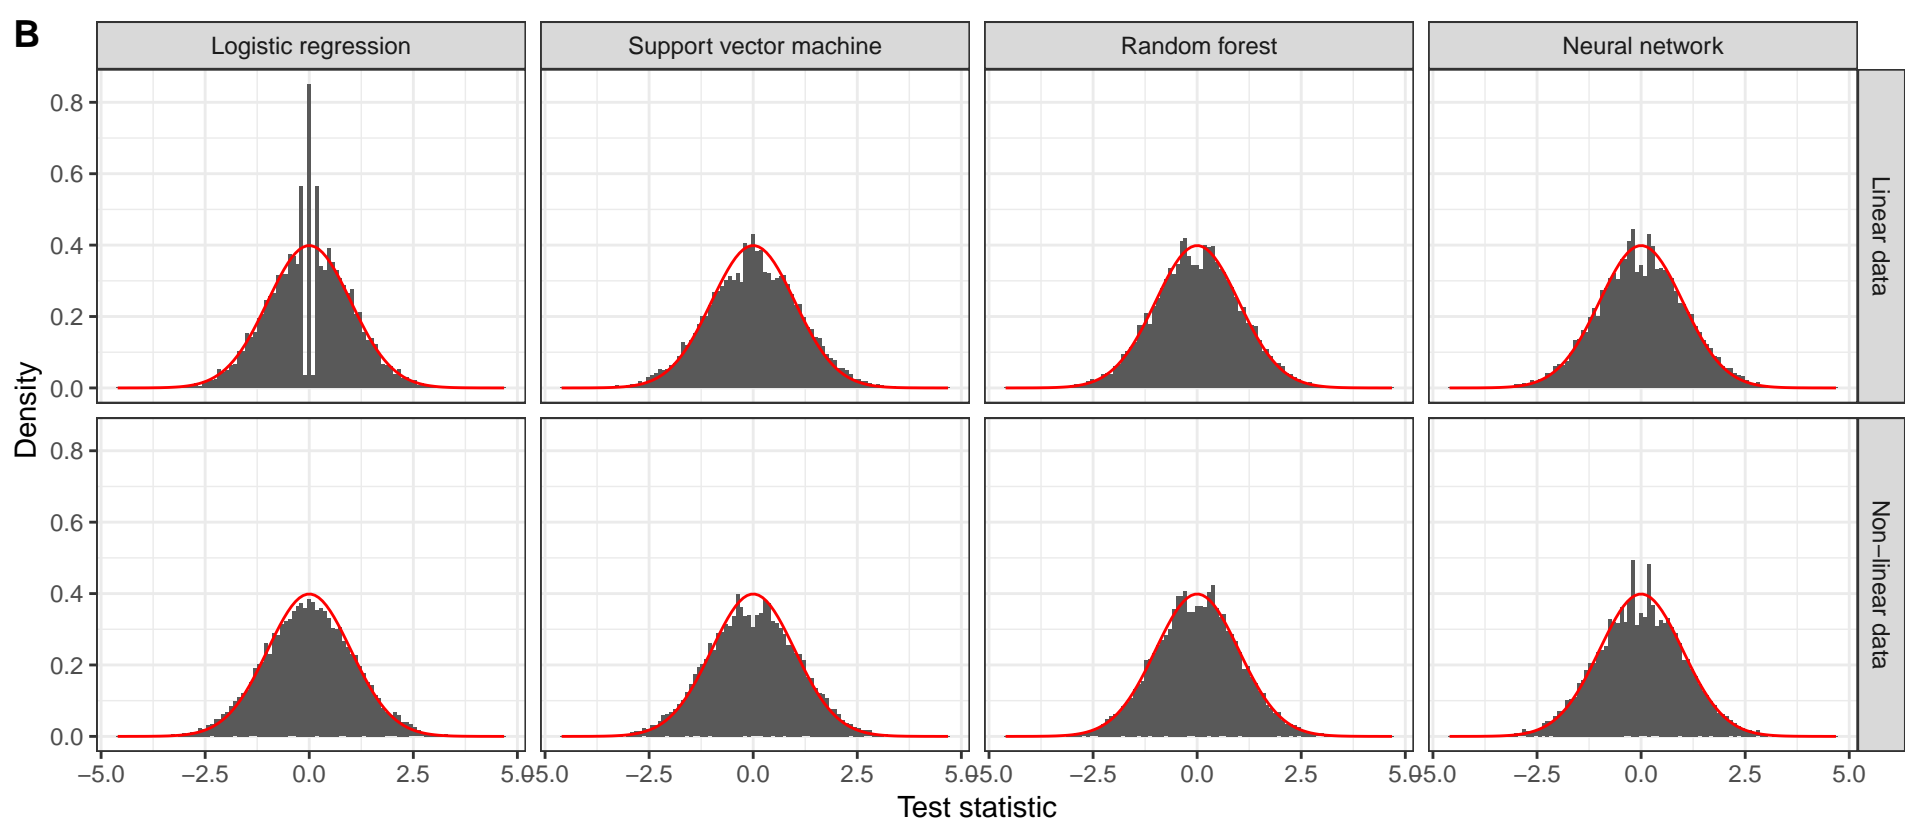 B
Logistic regression
Support vector machine
Random forest
Neural network
Density
0.8
0.6
0.4
0.2
0.0
Linear data
0.8
0.6
0.4
0.2
0.0
Non−linear data
−5.0 −2.5 0.0 2.5 5.0
−5.0 −2.5 0.0 2.5 5.0
−5.0 −2.5 0.0 2.5 5.0
−5.0 −2.5 0.0 2.5 5.0
Test statistic